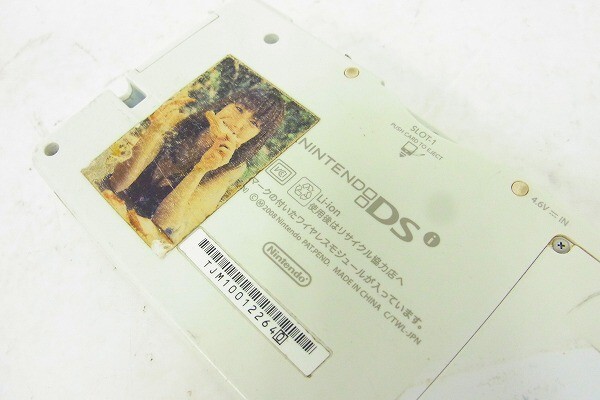 SLOT-1
PUSH CARD TO EJECT
4.6V ⎓ IN
NINTENDO
DSi
Li-ion
使用後はリサイクル協力店へ
マークの付いたワイヤレスモジュールが入っています。
©Ⓜ2008 Nintendo PAT.PEND. MADE IN CHINA C/TWL-JPN
Nintendo
TJM100122640